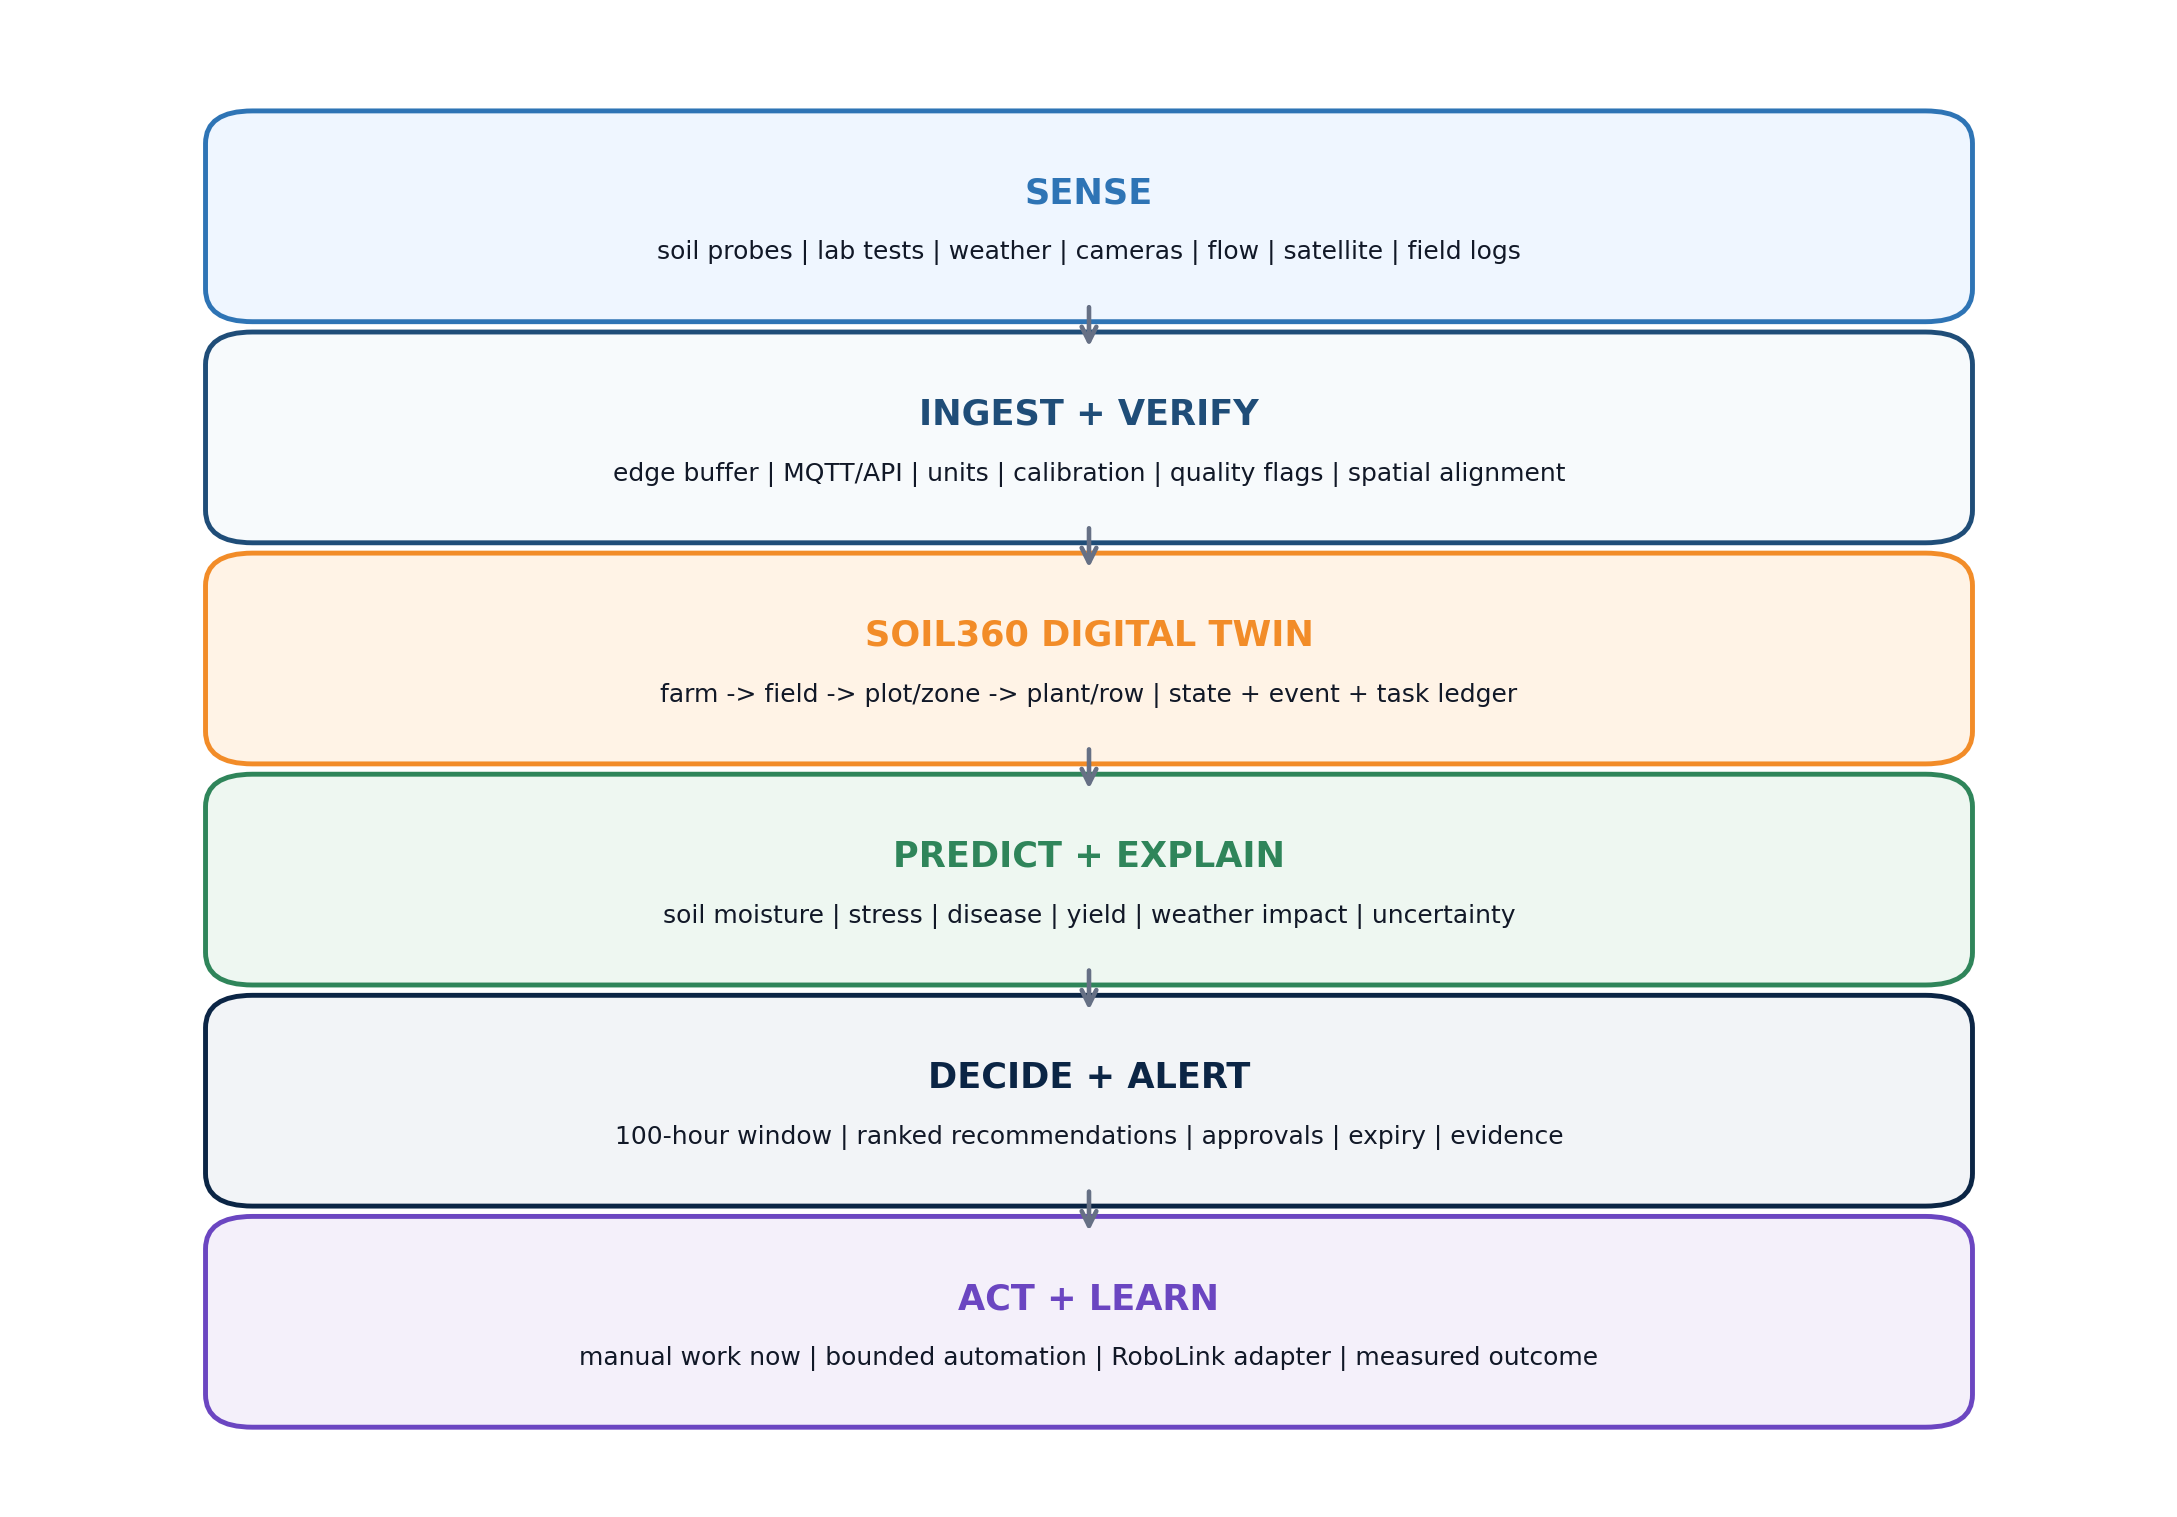 SENSE
soil probes | lab tests | weather | cameras | flow | satellite | field logs
INGEST + VERIFY
edge buffer | MQTT/API | units | calibration | quality flags | spatial alignment
SOIL360 DIGITAL TWIN
farm -> field -> plot/zone -> plant/row | state + event + task ledger
PREDICT + EXPLAIN
soil moisture | stress | disease | yield | weather impact | uncertainty
DECIDE + ALERT
100-hour window | ranked recommendations | approvals | expiry | evidence
ACT + LEARN
manual work now | bounded automation | RoboLink adapter | measured outcome